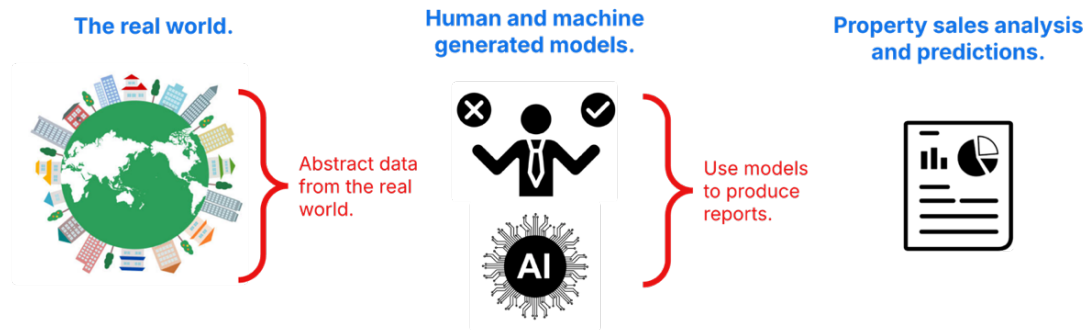 The real world.
Human and machine
generated models.
Property sales analysis
and predictions.
Abstract data
from the real
world.
Use models
to produce
reports.
AI